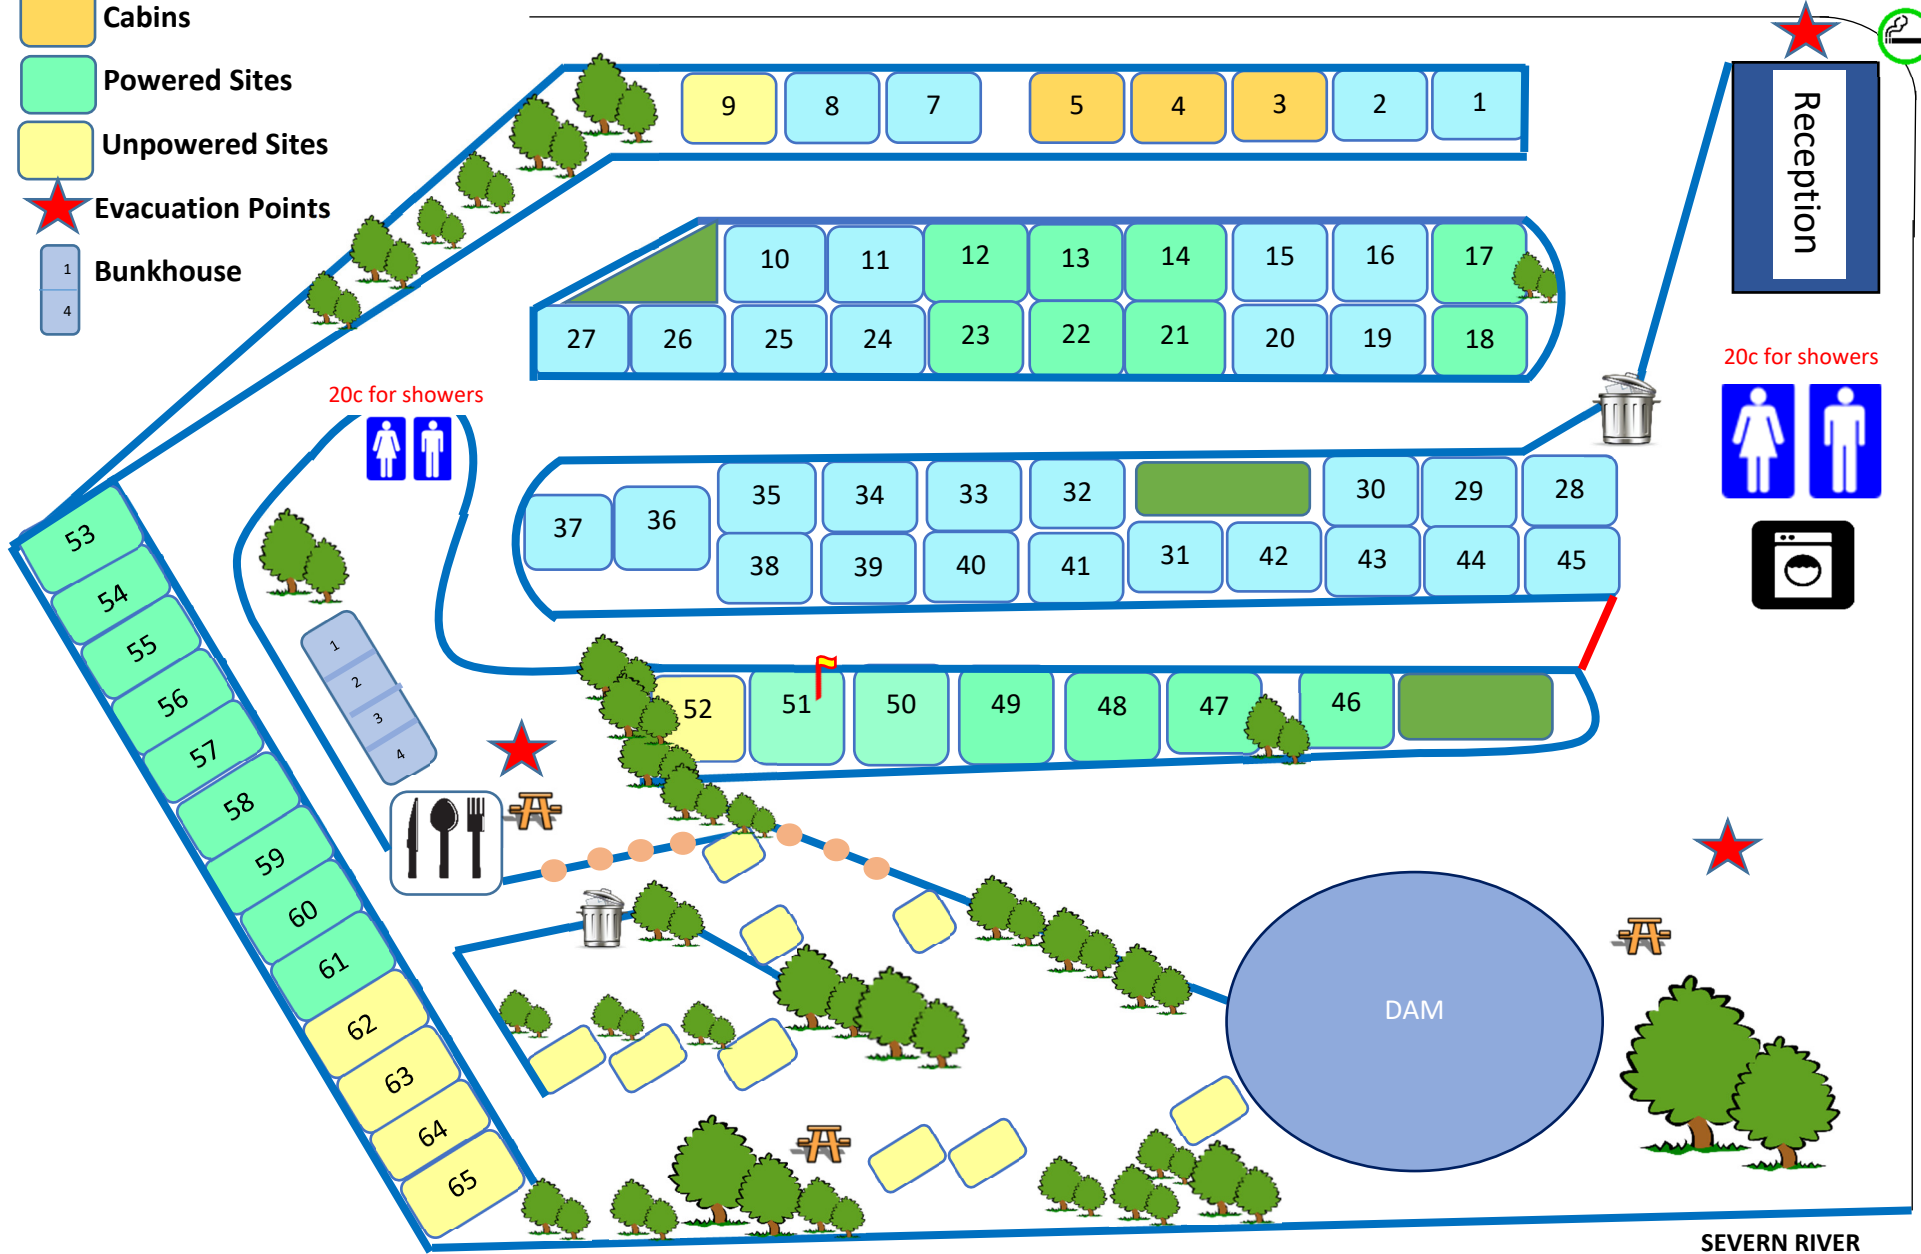 Cabins
Powered Sites
Unpowered Sites
Evacuation Points
1
4
Bunkhouse
9 8 7 5 4 3 2 1
Reception
10 11 12 13 14 15 16 17
27 26 25 24 23 22 21 20 19 18
20c for showers
20c for showers
37 36 35 34 33 32 30 29 28
38 39 40 41 31 42 43 44 45
53
54
55
56
57
58
59
60
61
62
63
64
65
1
2
3
4
52 51 50 49 48 47 46
DAM
SEVERN RIVER